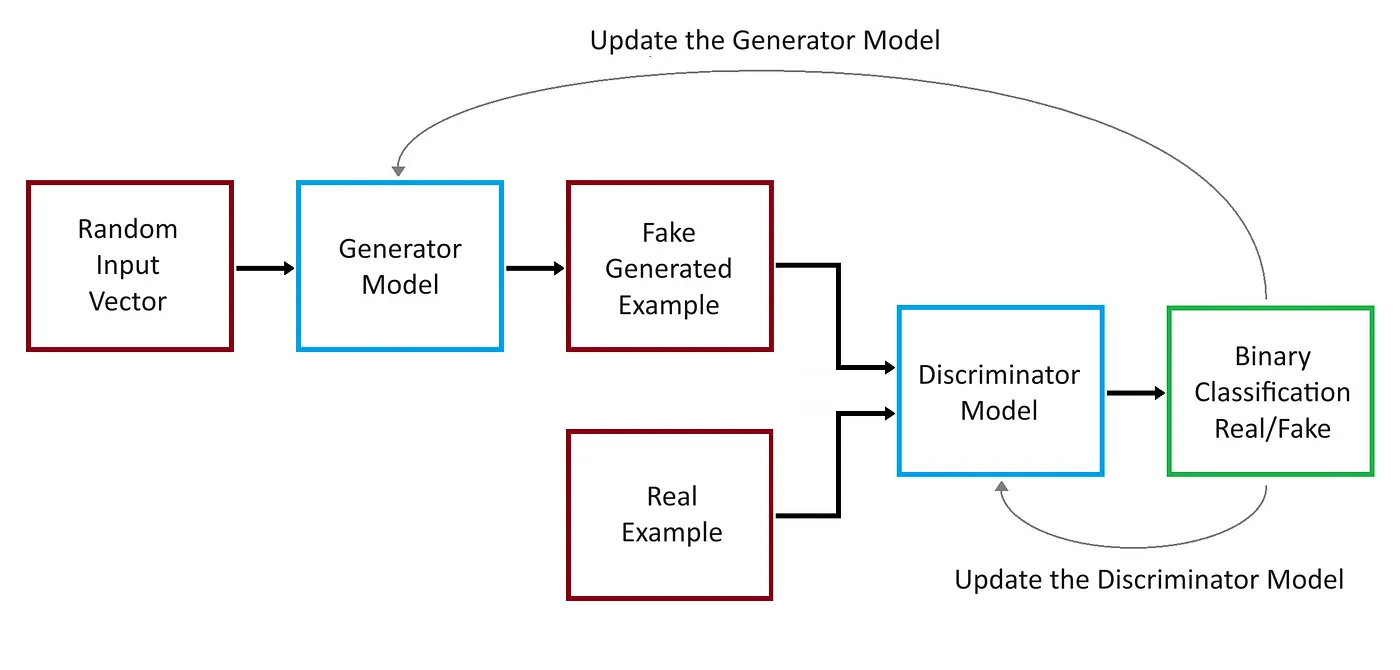 Update the Generator Model
Random
Input
Vector
Generator
Model
Fake
Generated
Example
Discriminator
Model
Binary
Classification
Real/Fake
Real
Example
Update the Discriminator Model